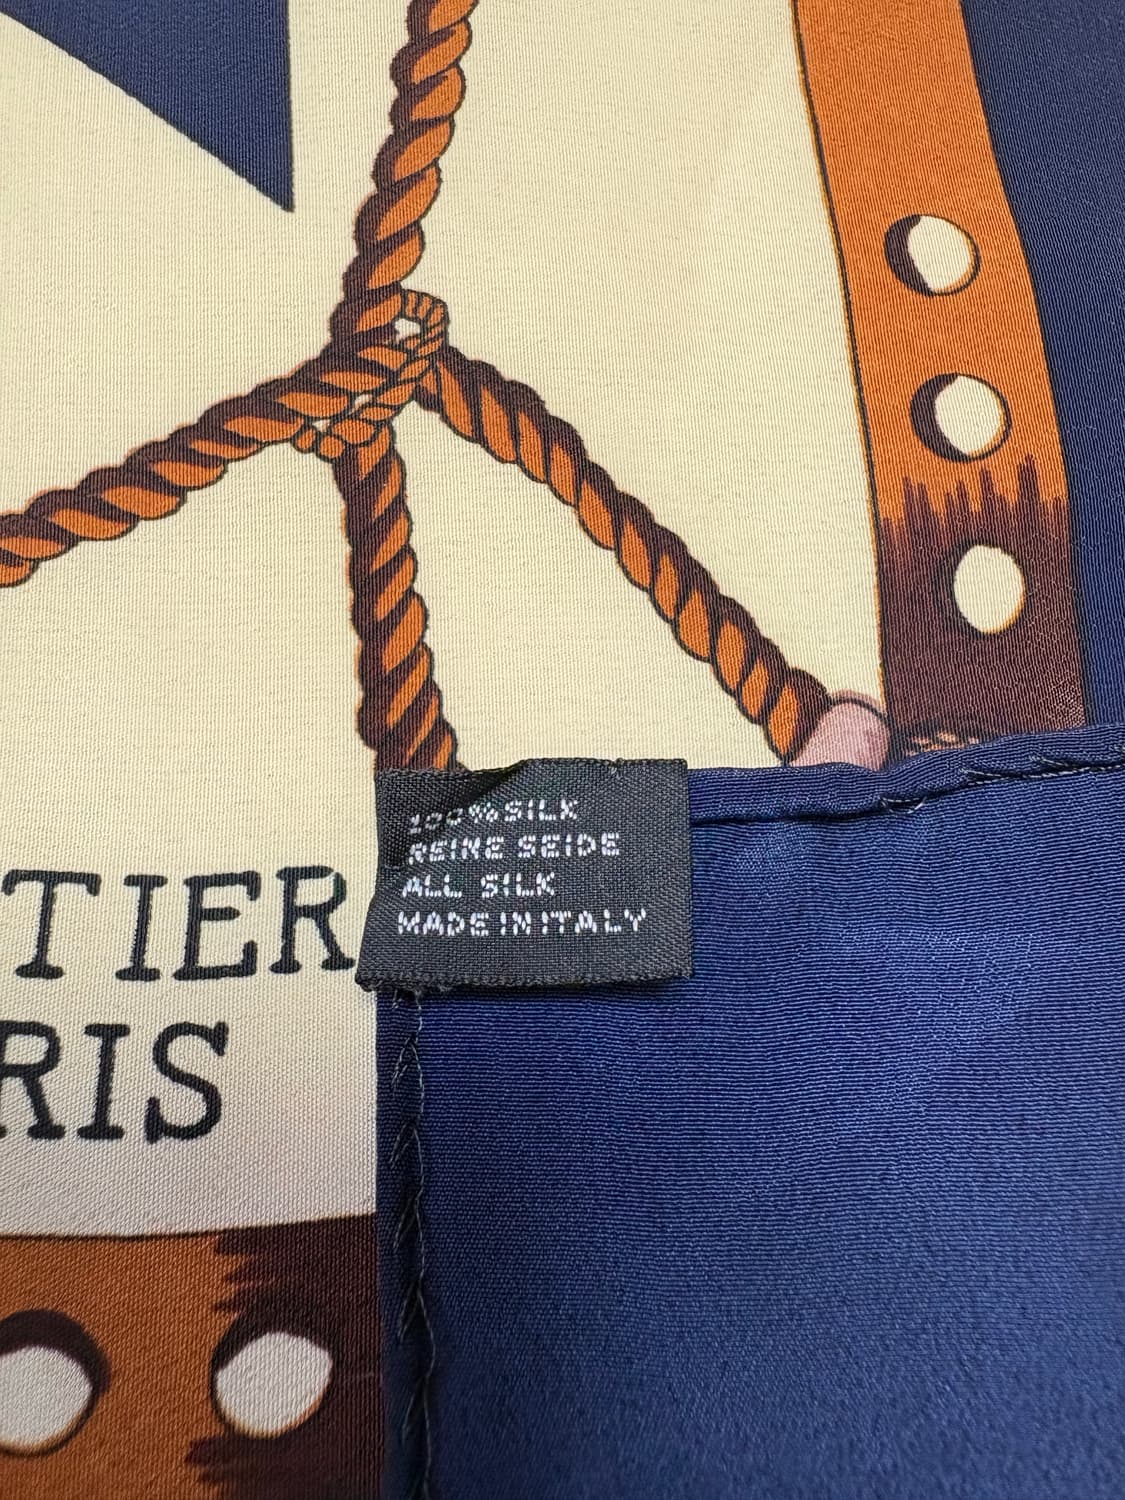 100% SILK
REINE SEIDE
ALL SILK
MADE IN ITALY
TIER
RIS